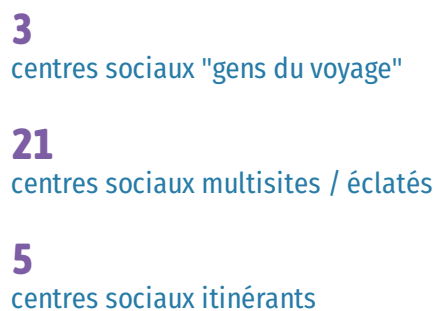 3
centres sociaux "gens du voyage"
21
centres sociaux multisites / éclatés
5
centres sociaux itinérants